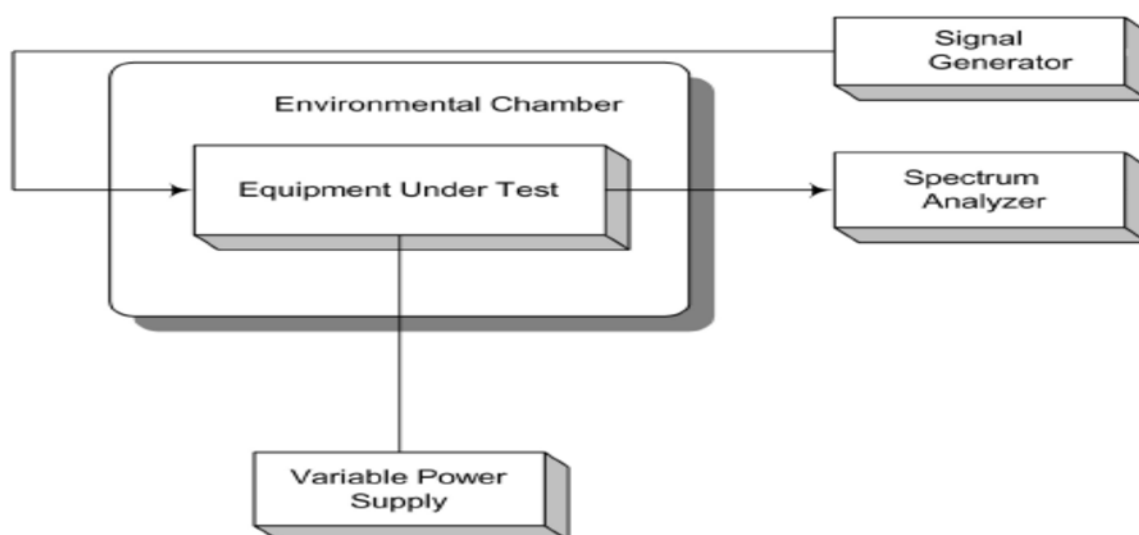 Signal
Generator
Environmental Chamber
Equipment Under Test
Spectrum
Analyzer
Variable Power
Supply